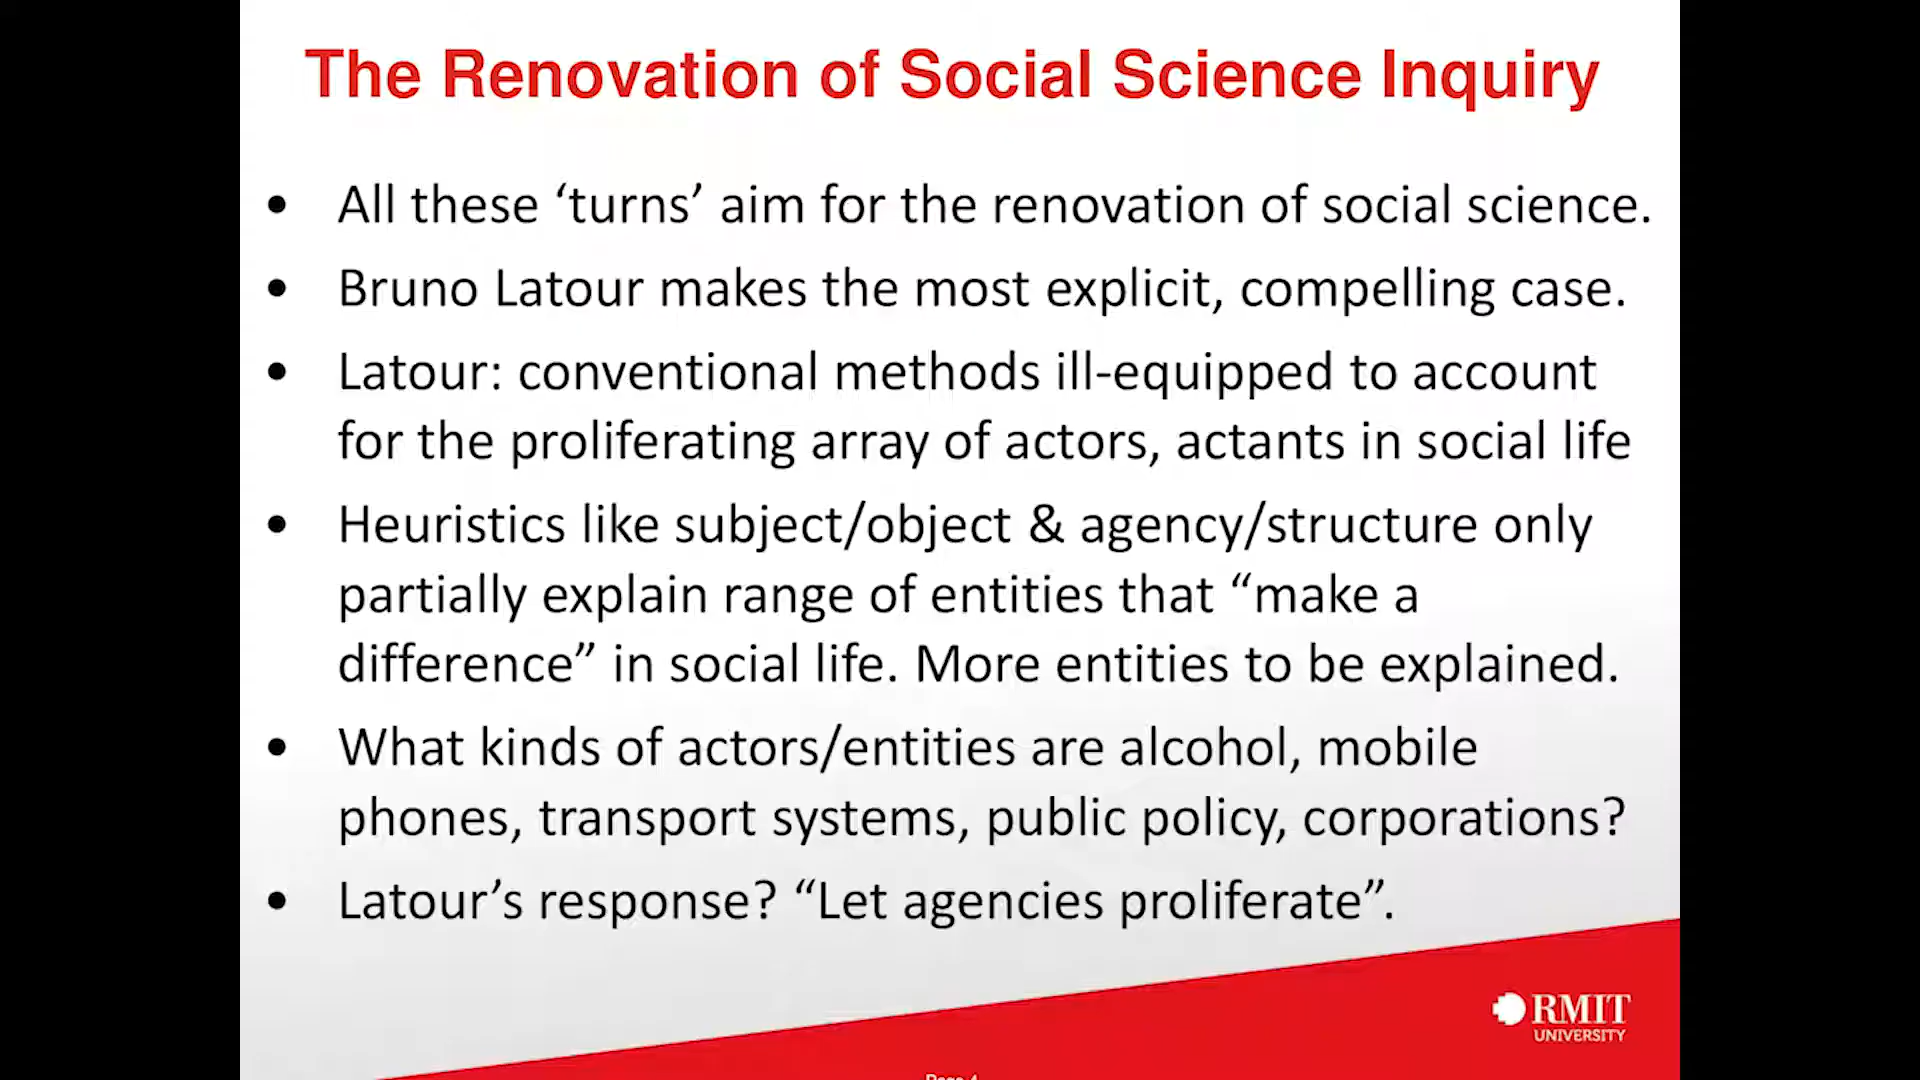 The Renovation of Social Science Inquiry
• All these ‘turns’ aim for the renovation of social science.
• Bruno Latour makes the most explicit, compelling case.
• Latour: conventional methods ill-equipped to account
for the proliferating array of actors, actants in social life
• Heuristics like subject/object & agency/structure only
partially explain range of entities that “make a
difference” in social life. More entities to be explained.
• What kinds of actors/entities are alcohol, mobile
phones, transport systems, public policy, corporations?
• Latour’s response? “Let agencies proliferate”.
RMIT
UNIVERSITY